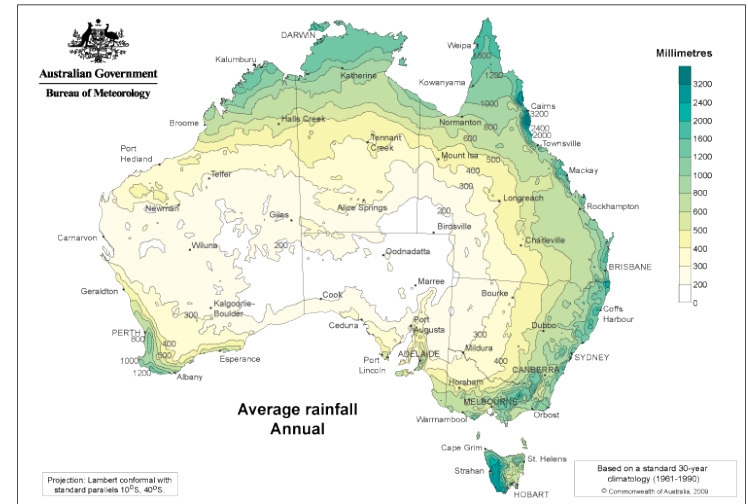 Australian Government
Bureau of Meteorology
DARWIN
Weipa
1600
Kalumburu
Katherine
1200
Kowanyama
Millimetres
3200
2400
2000
1600
1200
1000
800
600
500
400
300
200
0
1000
Cairns
3200
2400
2000
Broome
Halls Creek
Normanton
800
600
Townsville
Port
Hedland
Tennant
Creek
Mount Isa
500
400
300
Mackay
Telfer
Longreach
Rockhampton
Newman
Giles
Alice Springs
200
Birdsville
Carnarvon
Wiluna
200
Oodnadatta
Charleville
BRISBANE
Geraldton
Marree
Bourke
Coffs
Harbour
Kalgoorlie-
Boulder
300
Cook
Ceduna
Port
Augusta
300
Dubbo
PERTH
800
400
500
1000
1200
Esperance
Albany
Port
Lincoln
ADELAIDE
Mildura
400
SYDNEY
CANBERRA
Horsham
MELBOURNE
Warrnambool
Orbost
Average rainfall
Annual
Cape Grim
St. Helens
Strahan
HOBART
Projection: Lambert conformal with
standard parallels 10°S, 40°S.
Based on a standard 30-year
climatology (1961-1990)
© Commonwealth of Australia, 2009